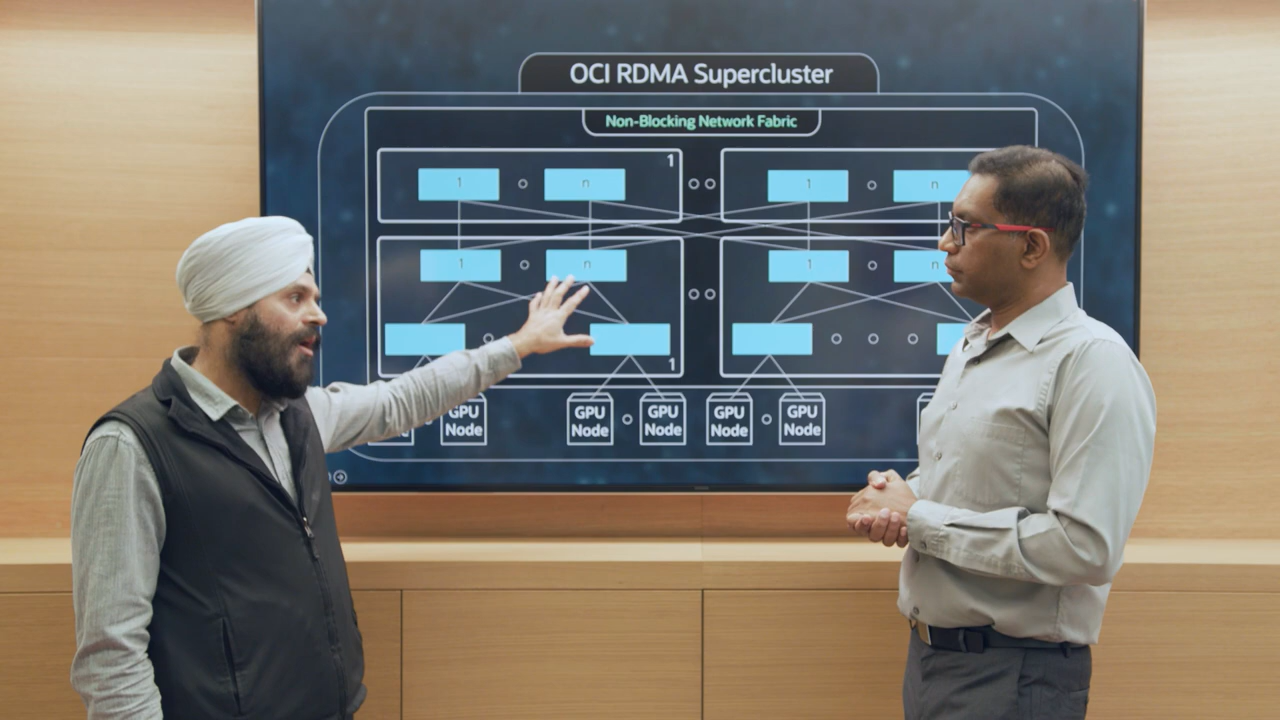 OCI RDMA Supercluster
Non-Blocking Network Fabric
1
1 n 1 n
1 n 1 n
1
GPU Node
GPU Node
GPU Node
GPU Node
GPU Node